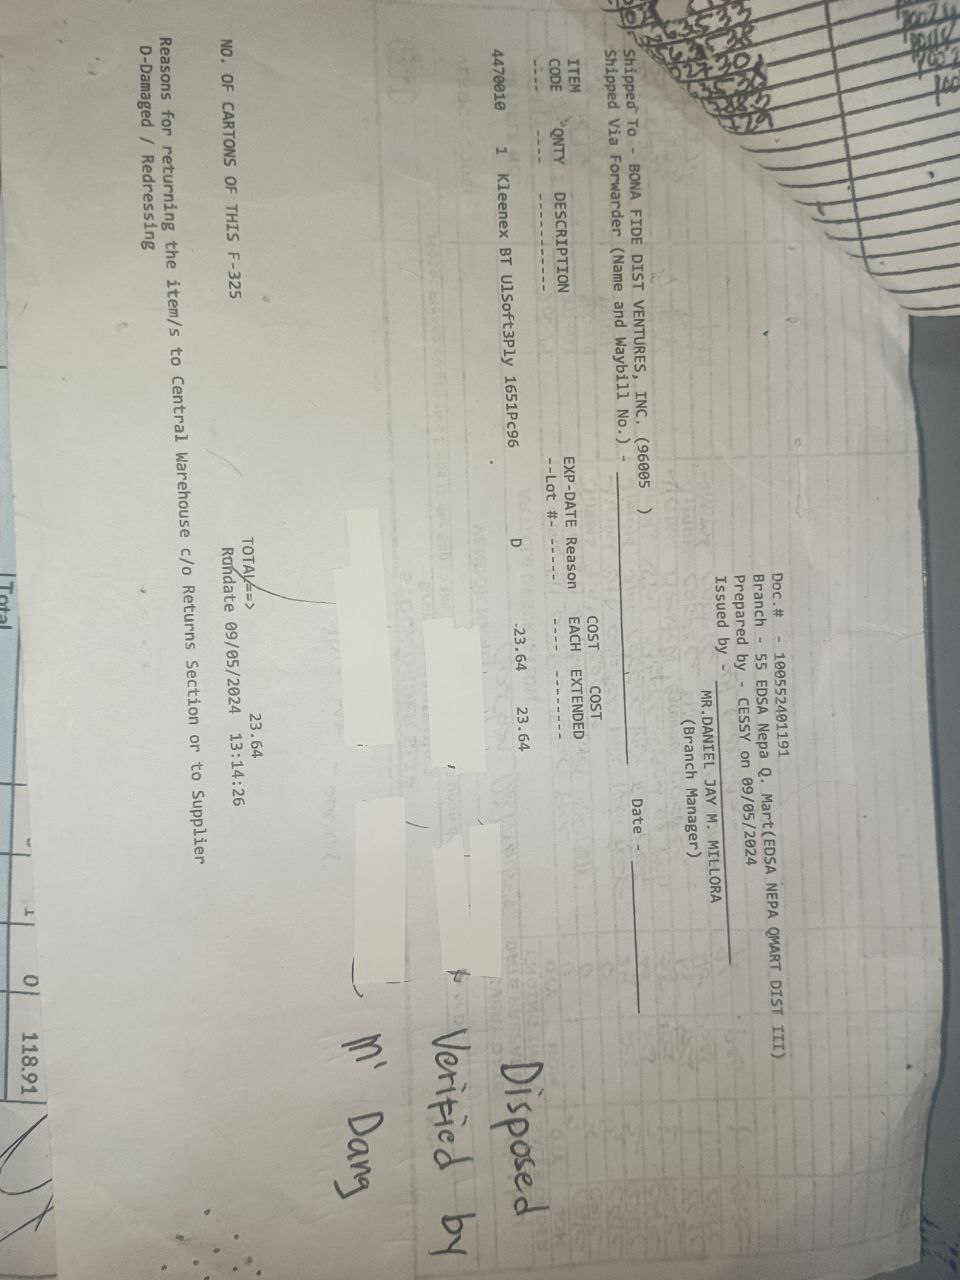 Doc.# - 100552401191
Branch - 55 EDSA Nepa Q. Mart(EDSA NEPA QMART DIST III)
Prepared by - CESSY on 09/05/2024
Issued by -
MR.DANIEL JAY M. MILLORA
(Branch Manager)
Shipped To - BONA FIDE DIST VENTURES, INC. (96005 )
Shipped Via Forwarder (Name and Waybill No.) - Date -
COST COST
ITEM EXP-DATE Reason EACH EXTENDED
CODE QNTY DESCRIPTION --Lot #- ----- ---- --------
---- ---- -----------
4470010 1 Kleenex BT UlSoft3Ply 1651Pc96 D 23.64 23.64
Disposed
Verified by
M' Dang
TOTAL==> 23.64
NO. OF CARTONS OF THIS F-325 Rundate 09/05/2024 13:14:26
Reasons for returning the item/s to Central Warehouse c/o Returns Section or to Supplier
D-Damaged / Redressing
Total
1 0 118.91